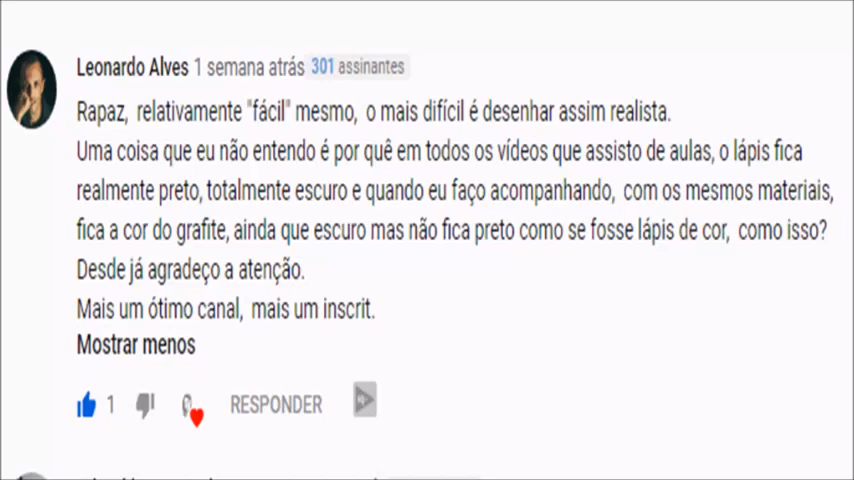 Leonardo Alves 1 semana atrás 301 assinantes
Rapaz, relativamente "fácil" mesmo, o mais difícil é desenhar assim realista.
Uma coisa que eu não entendo é por quê em todos os vídeos que assisto de aulas, o lápis fica
realmente preto, totalmente escuro e quando eu faço acompanhando, com os mesmos materiais,
fica a cor do grafite, ainda que escuro mas não fica preto como se fosse lápis de cor, como isso?
Desde já agradeço a atenção.
Mais um ótimo canal, mais um inscrit.
Mostrar menos
1 RESPONDER